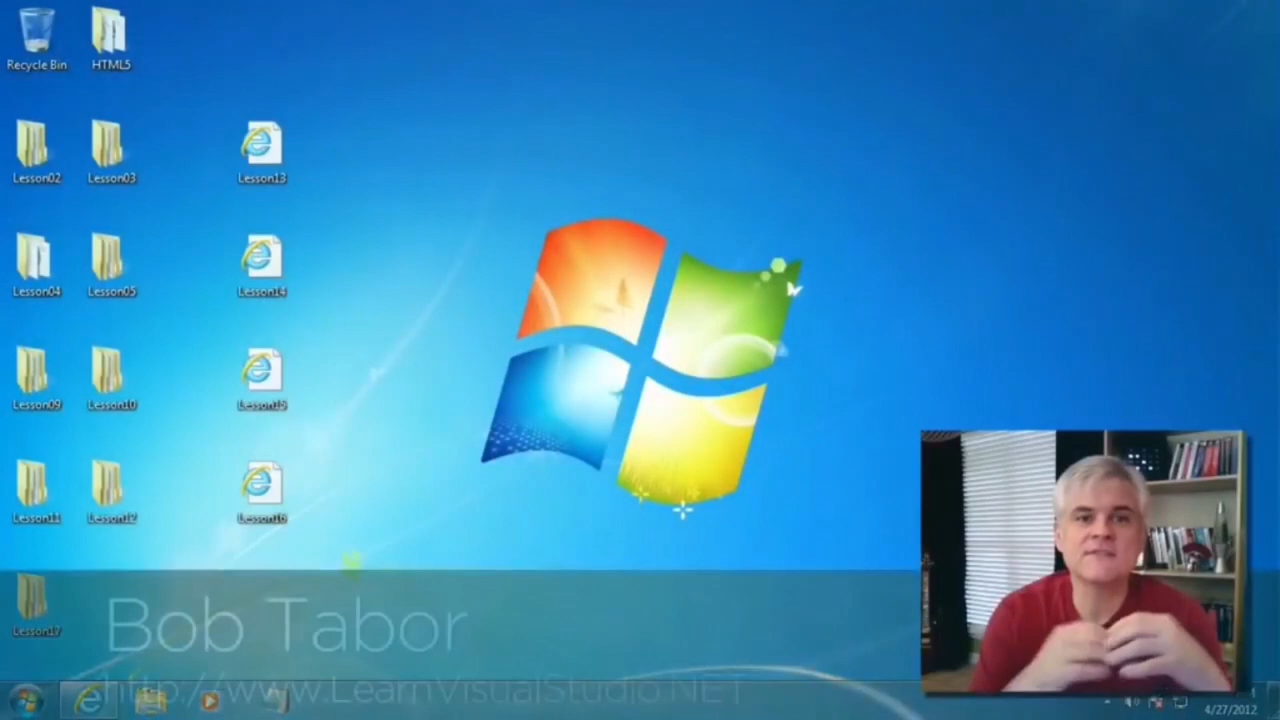 Recycle Bin
HTML5
Lesson02
Lesson03
Lesson13
Lesson04
Lesson05
Lesson14
Lesson09
Lesson10
Lesson15
Lesson11
Lesson12
Lesson16
Lesson17
Bob Tabor
http://www.LearnVisualStudio.NET
4/27/2012